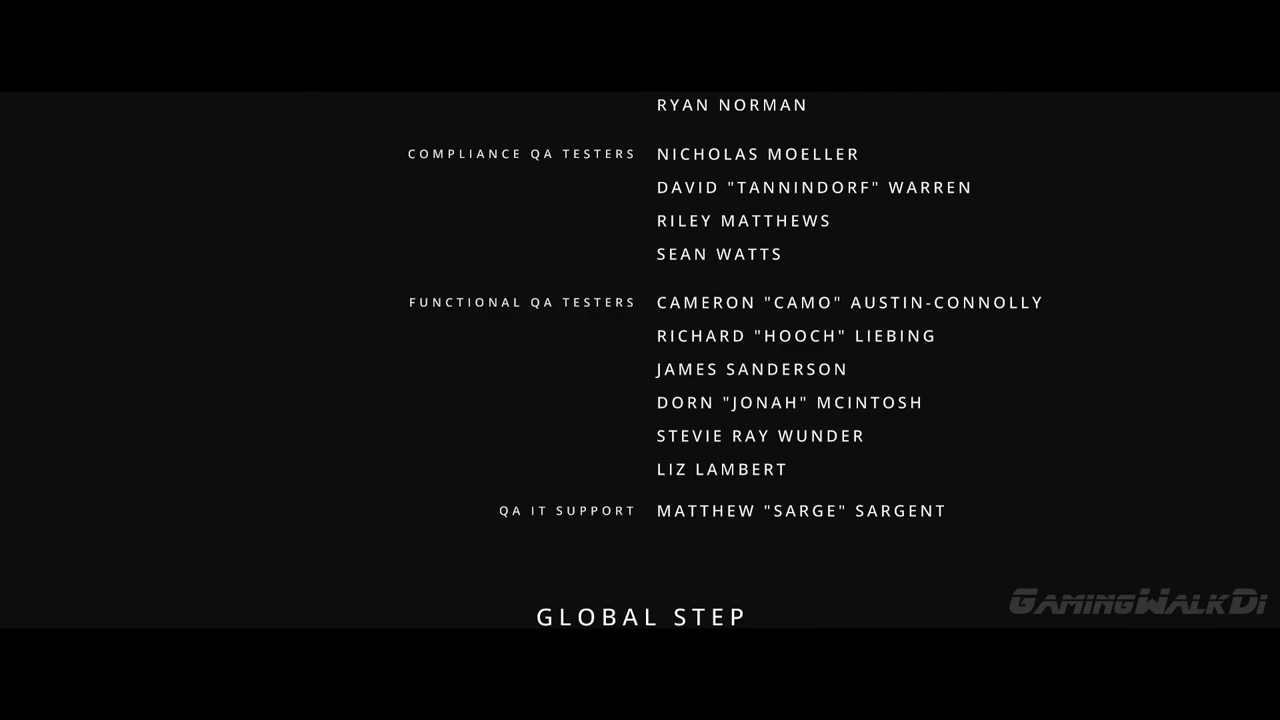 RYAN NORMAN
COMPLIANCE QA TESTERS NICHOLAS MOELLER
DAVID "TANNINDORF" WARREN
RILEY MATTHEWS
SEAN WATTS
FUNCTIONAL QA TESTERS CAMERON "CAMO" AUSTIN-CONNOLLY
RICHARD "HOOCH" LIEBING
JAMES SANDERSON
DORN "JONAH" MCINTOSH
STEVIE RAY WUNDER
LIZ LAMBERT
QA IT SUPPORT MATTHEW "SARGE" SARGENT
GAMINGWALKDI
GLOBAL STEP